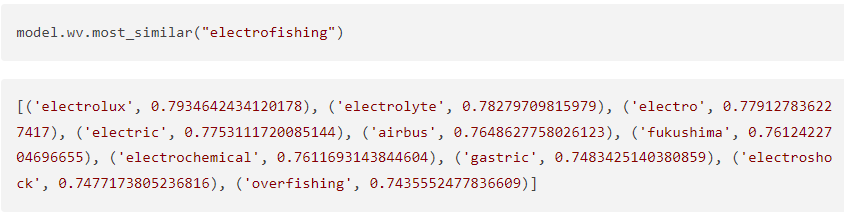 model.wv.most_similar("electrofishing")
[('electrolux', 0.7934642434120178), ('electrolyte', 0.78279709815979), ('electro', 0.77912783622
7417), ('electric', 0.7753111720085144), ('airbus', 0.7648627758026123), ('fukushima', 0.76124227
04696655), ('electrochemical', 0.7611693143844604), ('gastric', 0.7483425140380859), ('electrosho
ck', 0.7477173805236816), ('overfishing', 0.7435552477836609)]